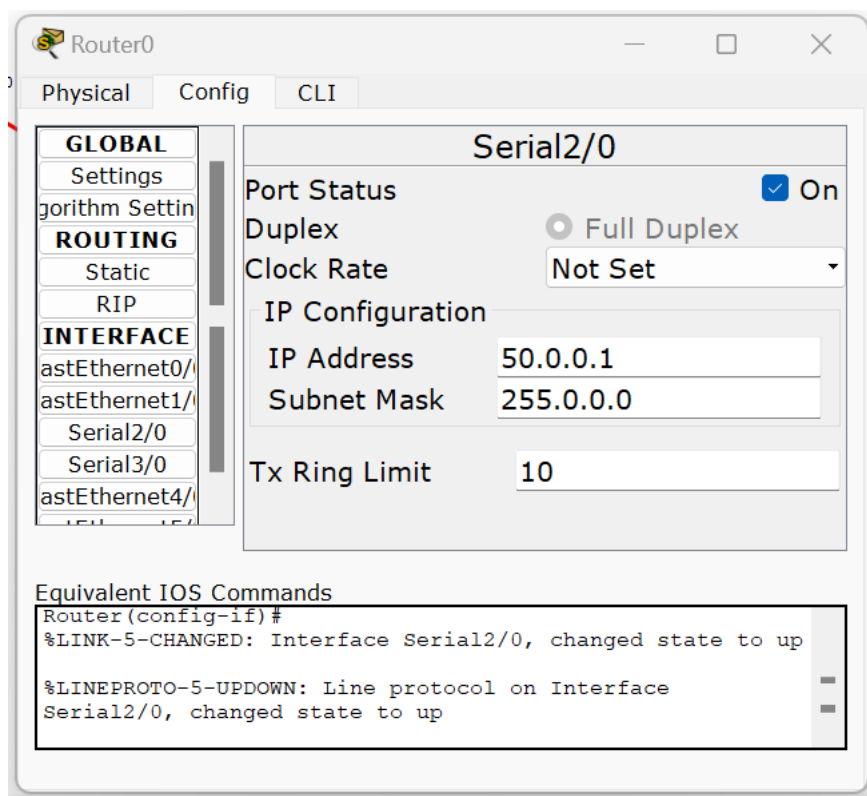 Router0
Physical Config CLI
GLOBAL
Settings
gorithm Settin
ROUTING
Static
RIP
INTERFACE
astEthernet0/
astEthernet1/
Serial2/0
Serial3/0
astEthernet4/
Serial2/0
Port Status On
Duplex Full Duplex
Clock Rate Not Set
IP Configuration
IP Address 50.0.0.1
Subnet Mask 255.0.0.0
Tx Ring Limit 10
Equivalent IOS Commands
Router(config-if)#
%LINK-5-CHANGED: Interface Serial2/0, changed state to up
%LINEPROTO-5-UPDOWN: Line protocol on Interface
Serial2/0, changed state to up